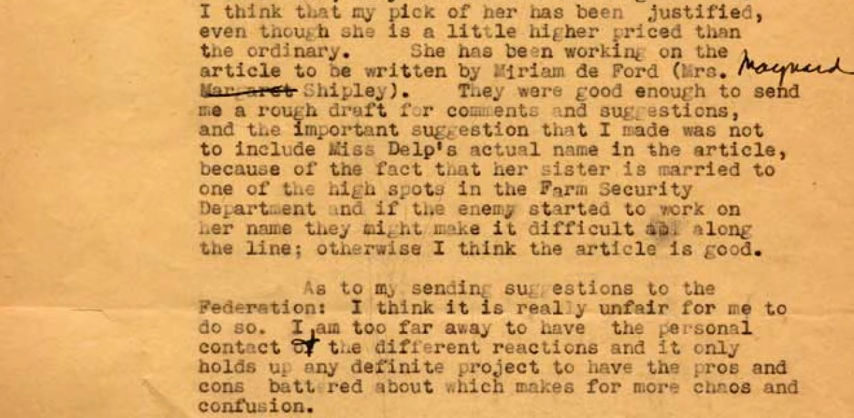 I think that my pick of her has been justified,
even though she is a little higher priced than
the ordinary. She has been working on the
article to be written by Miriam de Ford (Mrs. Maynard
Margaret Shipley). They were good enough to send
me a rough draft for comments and suggestions,
and the important suggestion that I made was not
to include Miss Delp's actual name in the article,
because of the fact that her sister is married to
one of the high spots in the Farm Security
Department and if the enemy started to work on
her name they might make it difficult along
the line; otherwise I think the article is good.
As to my sending suggestions to the
Federation: I think it is really unfair for me to
do so. I am too far away to have the personal
contact of the different reactions and it only
holds up any definite project to have the pros and
cons batt red about which makes for more chaos and
confusion.